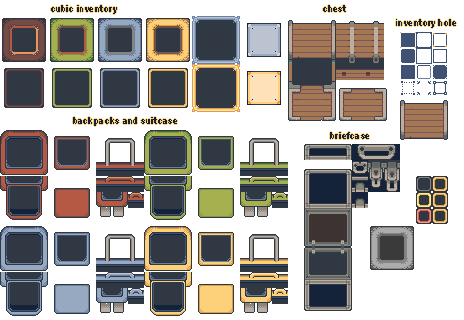 cubic inventory
chest
inventory hole
backpacks and suitcase
briefcase